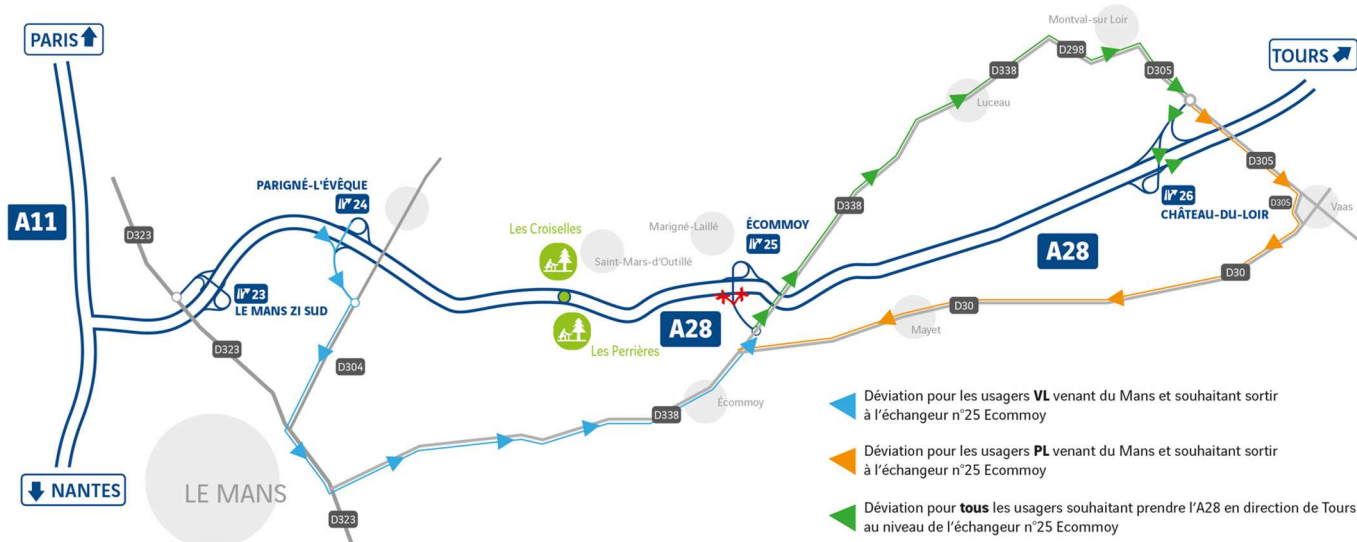 PARIS
A11
NANTES
D323
PARIGNÉ-L'ÉVÊQUE
24
23
LE MANS ZI SUD
D323
D304
D323
LE MANS
Les Croiselles
Les Perrières
Saint-Mars-d'Outillé
Marigné-Laillé
ÉCOMMOY
25
A28
D338
Écommoy
D338
Luceau
D338
D298
Montval-sur Loir
D305
TOURS
D305
26
CHÂTEAU-DU-LOIR
D305
Vaas
A28
D30
D30
Mayet
Déviation pour les usagers VL venant du Mans et souhaitant sortir
à l'échangeur n°25 Ecommoy
Déviation pour les usagers PL venant du Mans et souhaitant sortir
à l'échangeur n°25 Ecommoy
Déviation pour tous les usagers souhaitant prendre l'A28 en direction de Tours
au niveau de l'échangeur n°25 Ecommoy